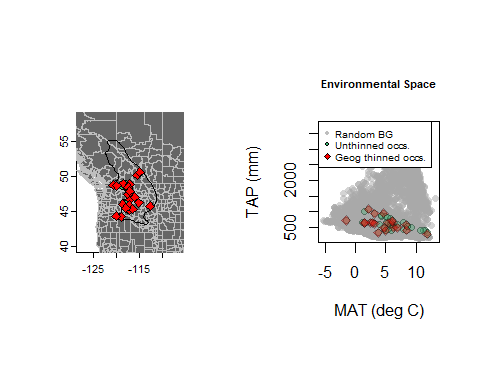 55
50
45
40
-125
-115
Environmental Space
Random BG
Unthinned occs.
Geog thinned occs.
TAP (mm)
2000
500
-5
0
5
10
MAT (deg C)